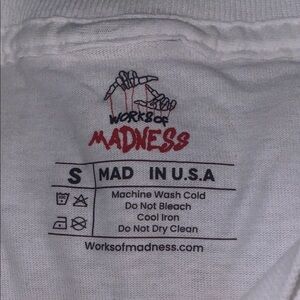 WORKS OF
MADNESS
S MAD IN U.S.A
Machine Wash Cold
Do Not Bleach
Cool Iron
Do Not Dry Clean
Worksofmadness.com